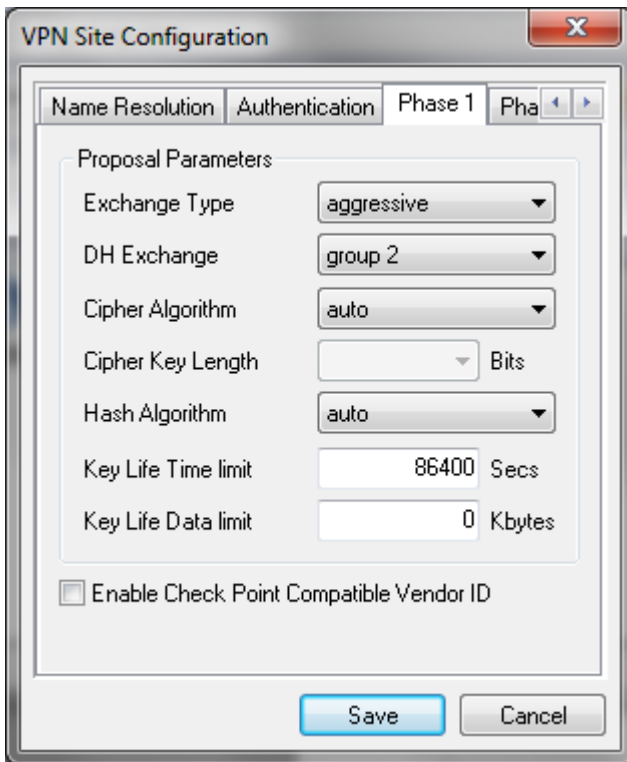 VPN Site Configuration
Name Resolution Authentication Phase 1 Pha
Proposal Parameters
Exchange Type aggressive
DH Exchange group 2
Cipher Algorithm auto
Cipher Key Length Bits
Hash Algorithm auto
Key Life Time limit 86400 Secs
Key Life Data limit 0 Kbytes
Enable Check Point Compatible Vendor ID
Save Cancel